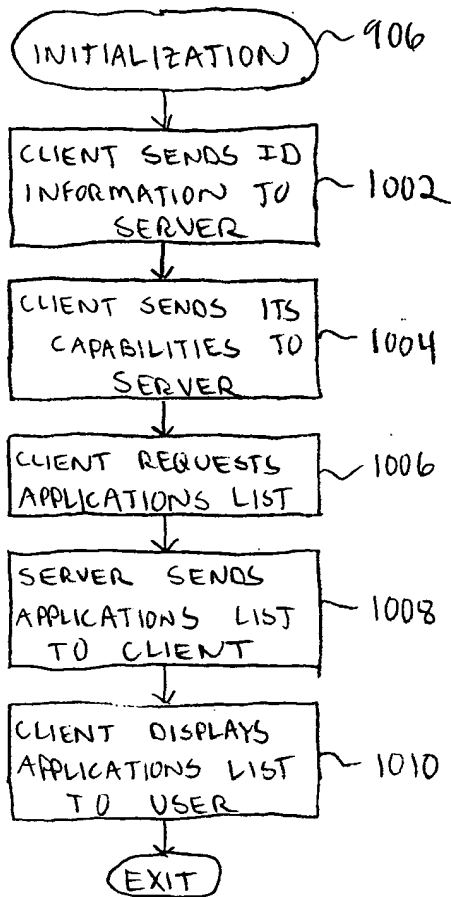 INITIALIZATION
906
CLIENT SENDS ID
INFORMATION TO
SERVER
1002
CLIENT SENDS ITS
CAPABILITIES TO
SERVER
1004
CLIENT REQUESTS
APPLICATIONS LIST
1006
SERVER SENDS
APPLICATIONS LIST
TO CLIENT
1008
CLIENT DISPLAYS
APPLICATIONS LIST
TO USER
1010
EXIT